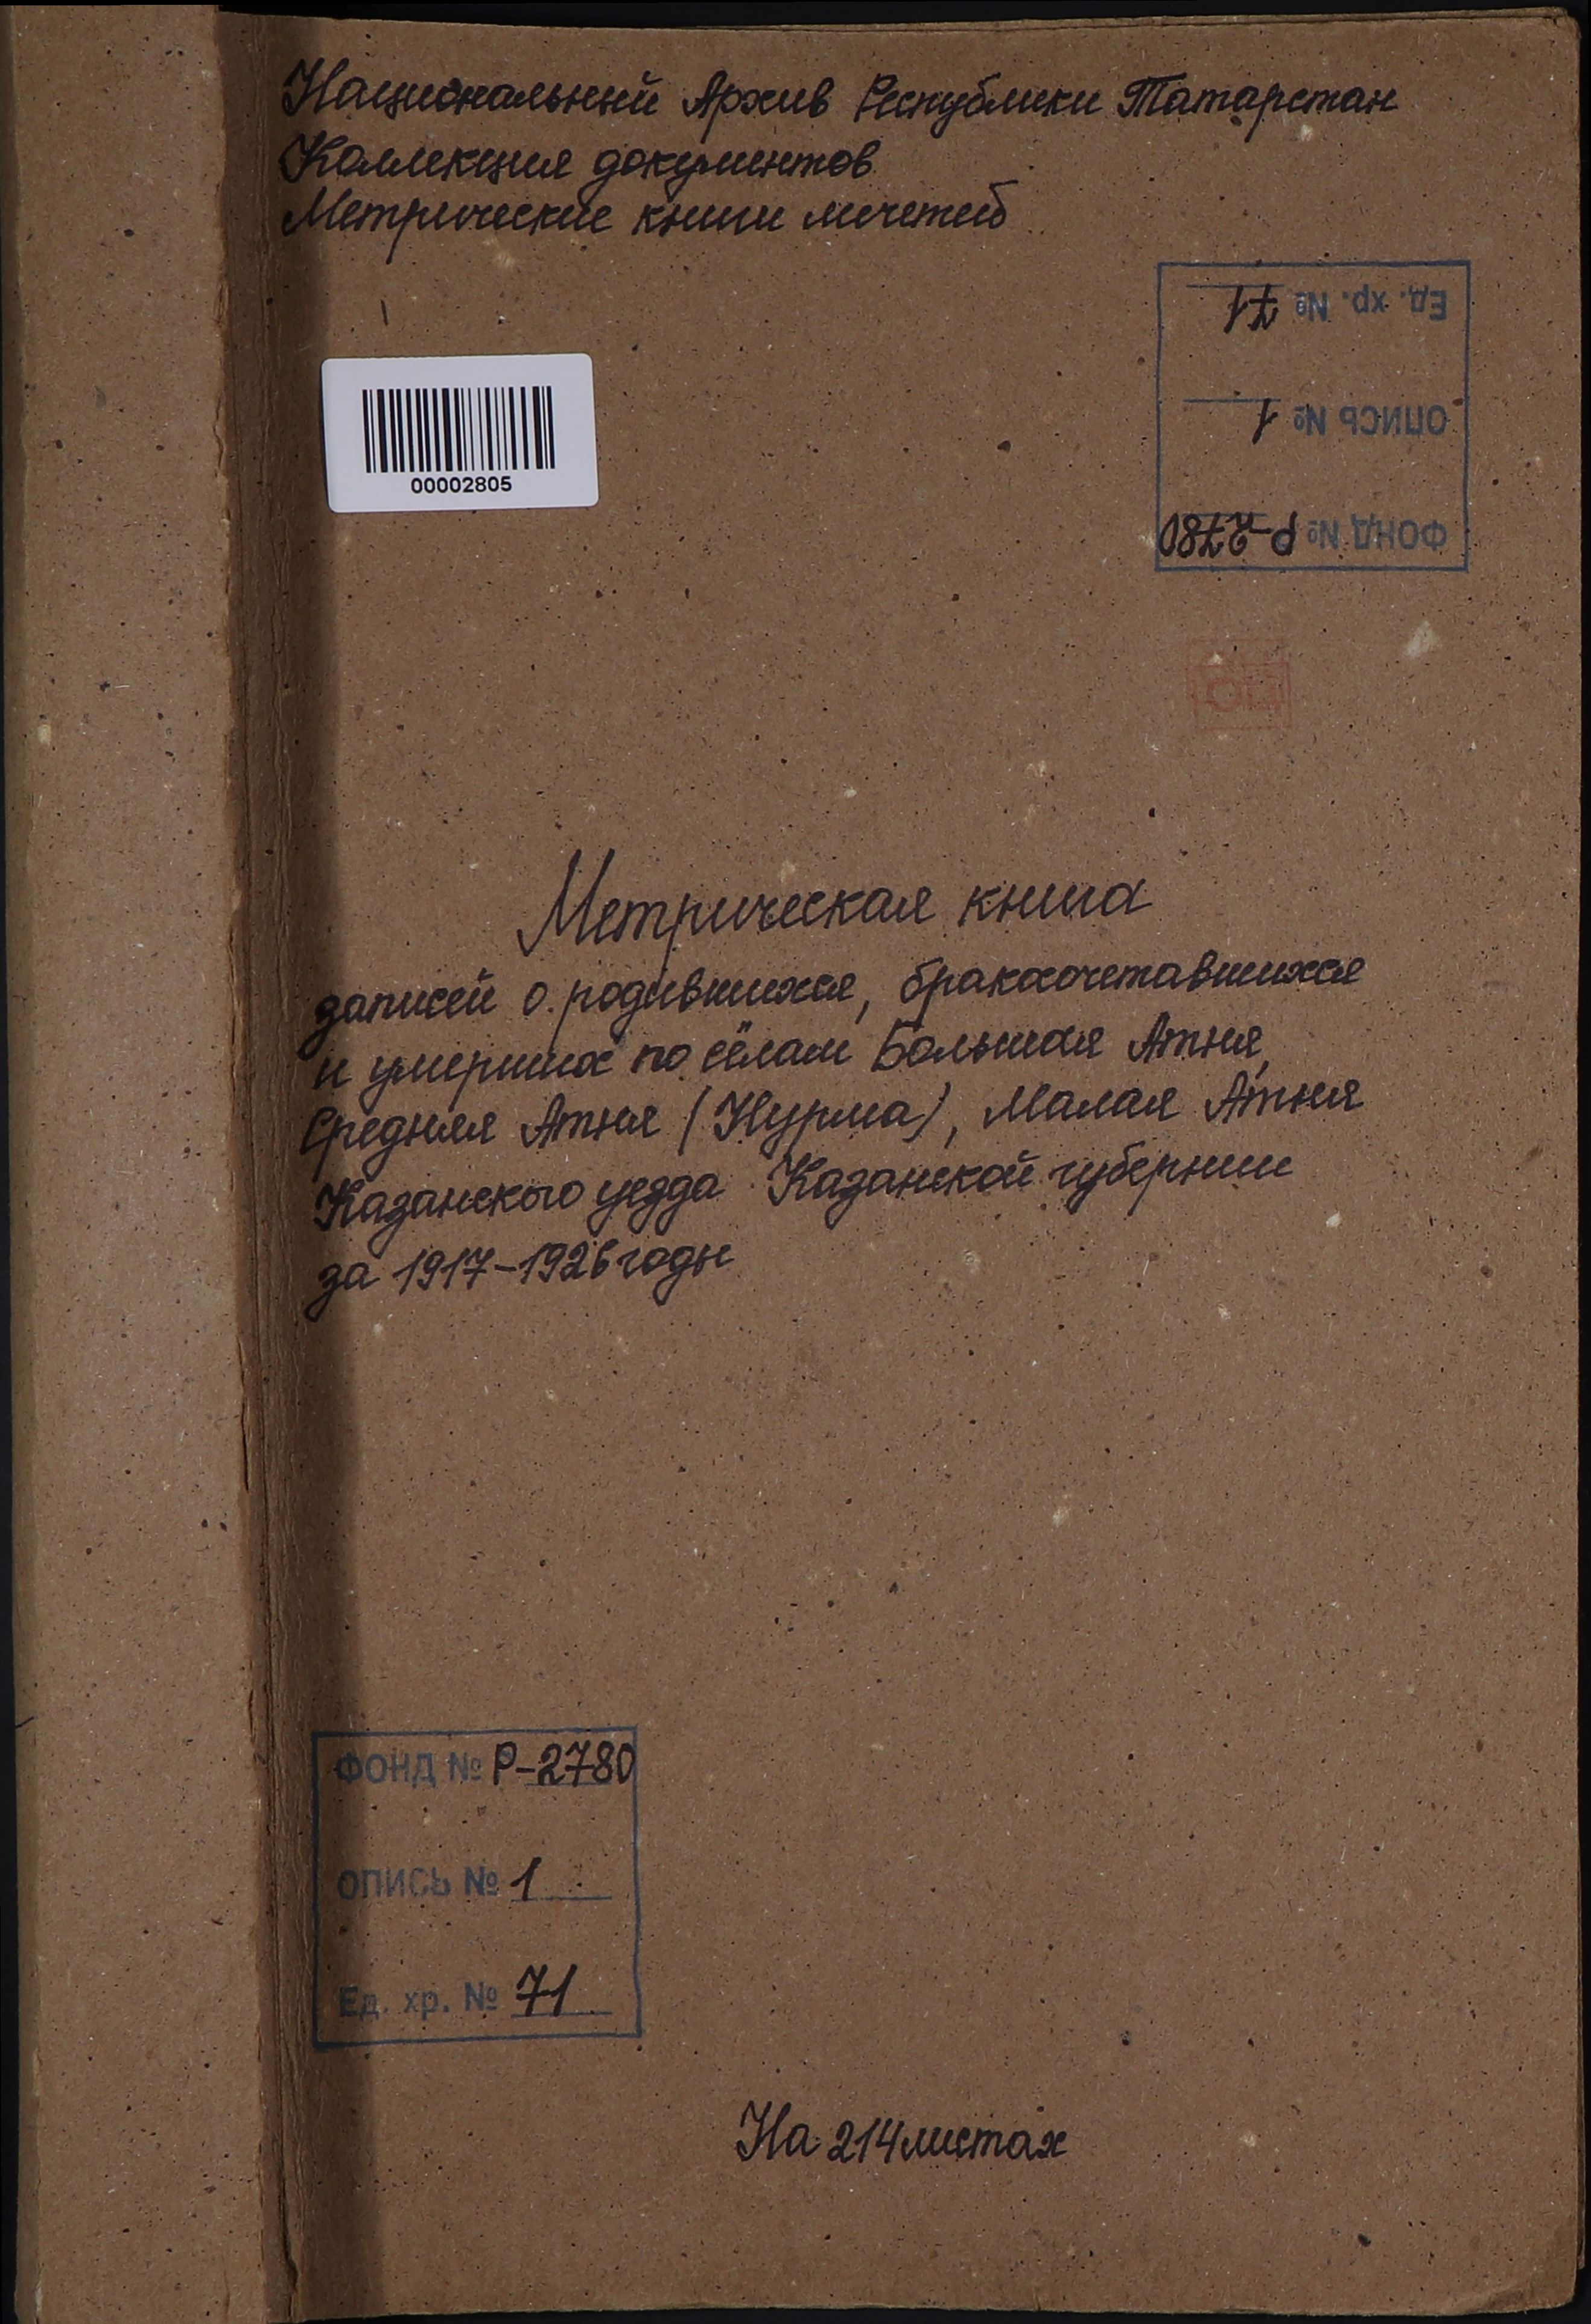 Национальный Архив Республики Татарстан
Коллекция документов
Метрические книги мечетей
Ед. хр. № 71
ОПИСЬ № 1
ФОНД № Р-2780
00002805
Метрическая книга
записей о родившихся, бракосочетавшихся
и умерших по сёлам Большая Атня,
Средняя Атня (Нурма), Малая Атня
Казанского уезда Казанской губернии
за 1917-1926 годы
ФОНД № Р-2780
ОПИСЬ № 1
Ед. хр. № 71
На 214 листах